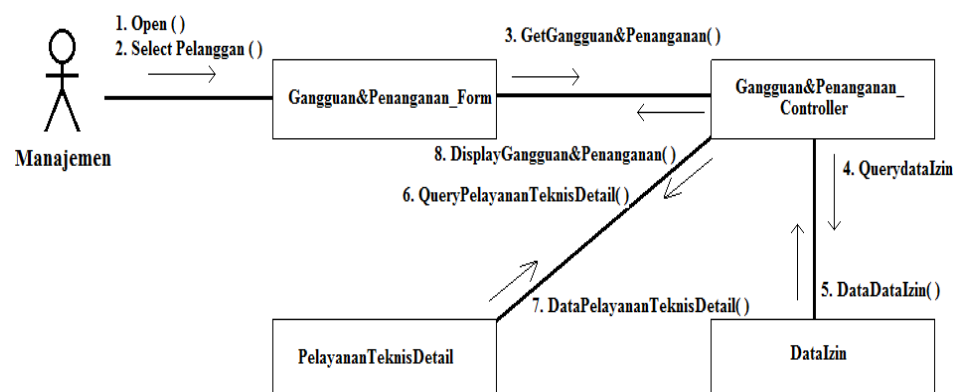 1. Open ( )
2. Select Pelanggan ( )
3. GetGangguan&Penanganan( )
Gangguan&Penanganan_Form
Gangguan&Penanganan_
Controller
Manajemen
8. DisplayGangguan&Penanganan( )
4. QuerydataIzin
6. QueryPelayananTeknisDetail( )
5. DataDataIzin( )
7. DataPelayananTeknisDetail( )
PelayananTeknisDetail
DataIzin